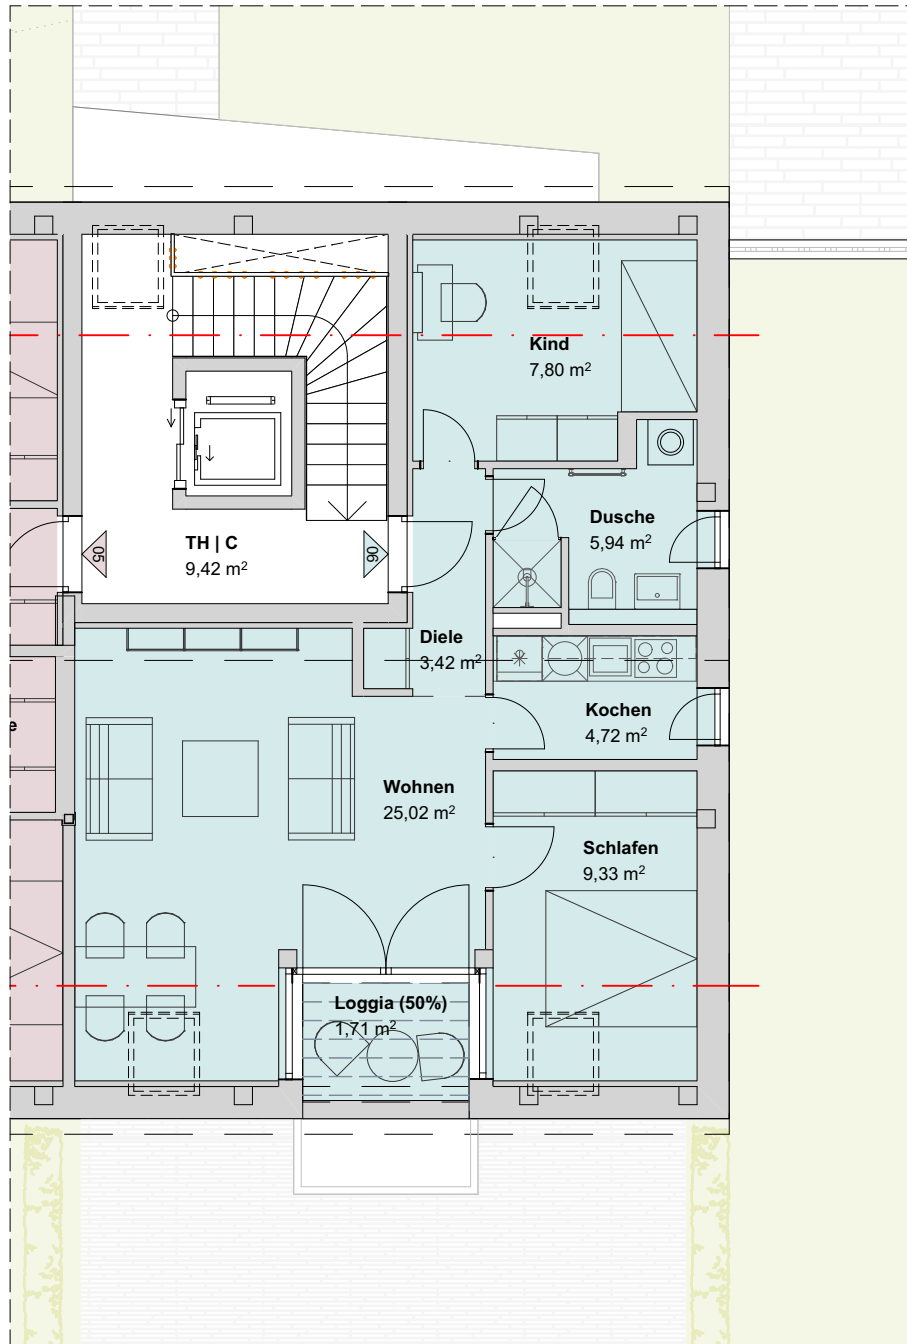 Kind
7,80 m²
Dusche
5,94 m²
TH | C
9,42 m²
05
06
Diele
3,42 m²
Kochen
4,72 m²
e
Wohnen
25,02 m²
Schlafen
9,33 m²
Loggia (50%)
1,71 m²